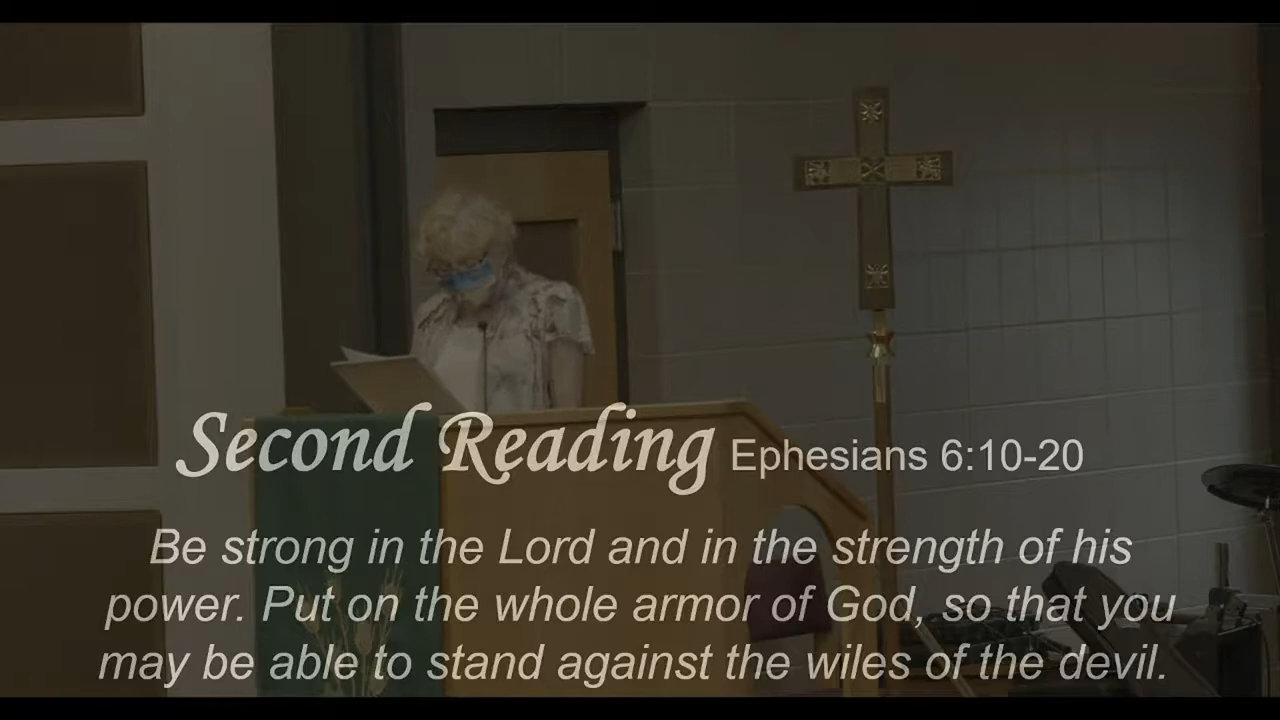 Second Reading Ephesians 6:10-20
Be strong in the Lord and in the strength of his
power. Put on the whole armor of God, so that you
may be able to stand against the wiles of the devil.